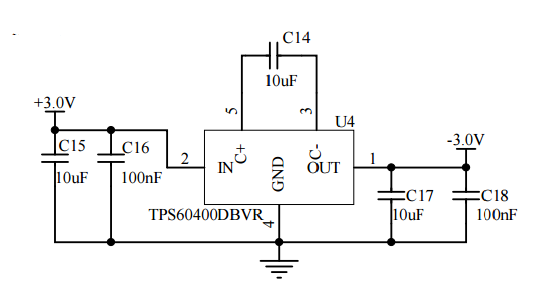 C14
10uF
+3.0V
5
3
U4
-3.0V
C15
C16
2
IN
C+
GND
C-
OUT
1
10uF
100nF
C17
C18
TPS60400DBVR
4
10uF
100nF